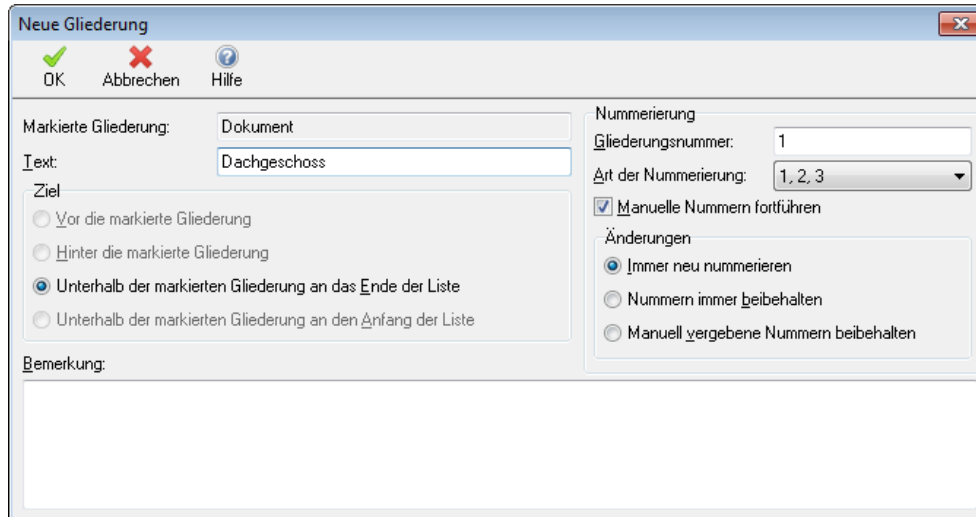 Neue Gliederung
OK Abbrechen Hilfe
Markierte Gliederung: Dokument
Text: Dachgeschoss
Ziel
Vor die markierte Gliederung
Hinter die markierte Gliederung
Unterhalb der markierten Gliederung an das Ende der Liste
Unterhalb der markierten Gliederung an den Anfang der Liste
Nummerierung
Gliederungsnummer: 1
Art der Nummerierung: 1, 2, 3
Manuelle Nummern fortführen
Änderungen
Immer neu nummerieren
Nummern immer beibehalten
Manuell vergebene Nummern beibehalten
Bemerkung: